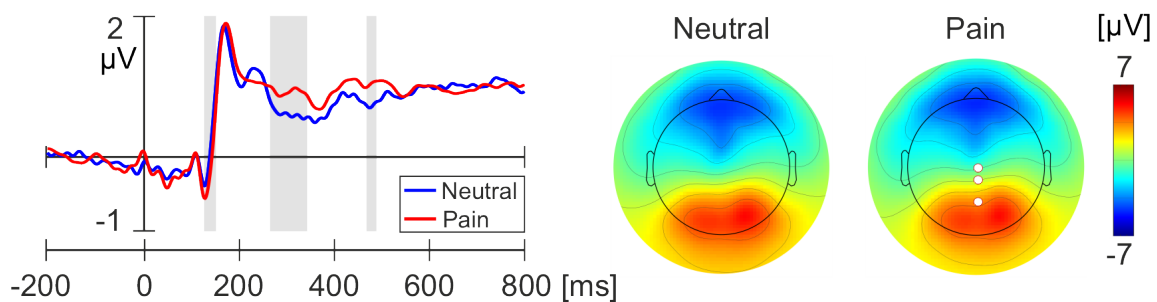 2
μV
-1
Neutral
Pain
-200 0 200 400 600 800 [ms]
Neutral Pain [μV]
7
-7